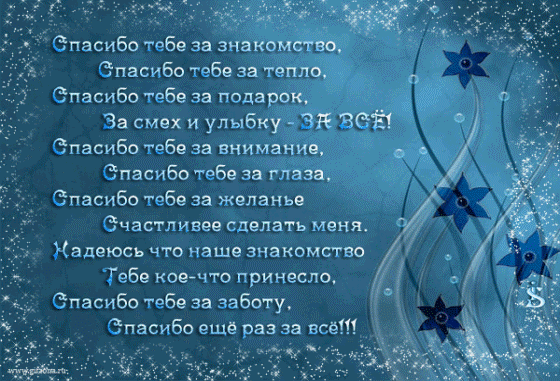 Спасибо тебе за знакомство,
Спасибо тебе за тепло,
Спасибо тебе за подарок,
За смех и улыбку - ЗА ВСЁ!
Спасибо тебе за внимание,
Спасибо тебе за глаза,
Спасибо тебе за желанье
Счастливее сделать меня.
Надеюсь что наше знакомство
Тебе кое-что принесло,
Спасибо тебе за заботу,
Спасибо ещё раз за всё!!!
S